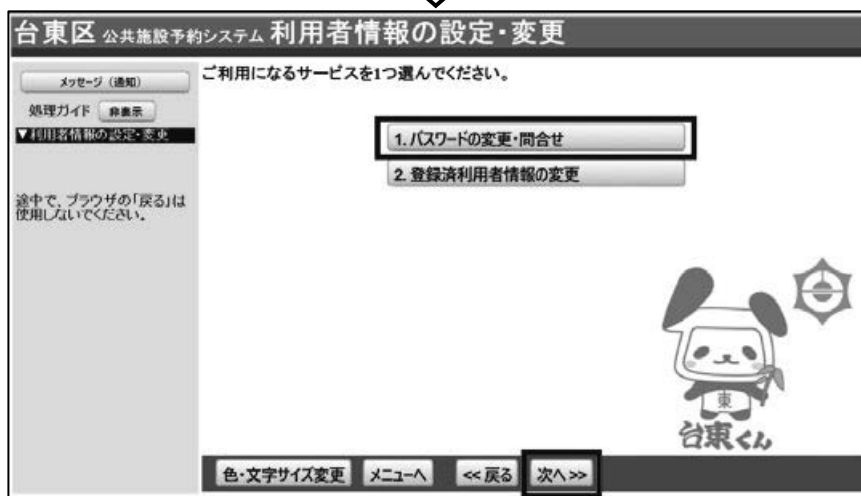 台東区 公共施設予約システム 利用者情報の設定・変更
メッセージ（通知）
ご利用になるサービスを1つ選んでください。
処理ガイド 非表示
▼利用者情報の設定・変更
1. パスワードの変更・問合せ
2. 登録済利用者情報の変更
途中で、ブラウザの「戻る」は
使用しないでください。
東
台東くん
色・文字サイズ変更 メニューへ <<戻る 次へ>>